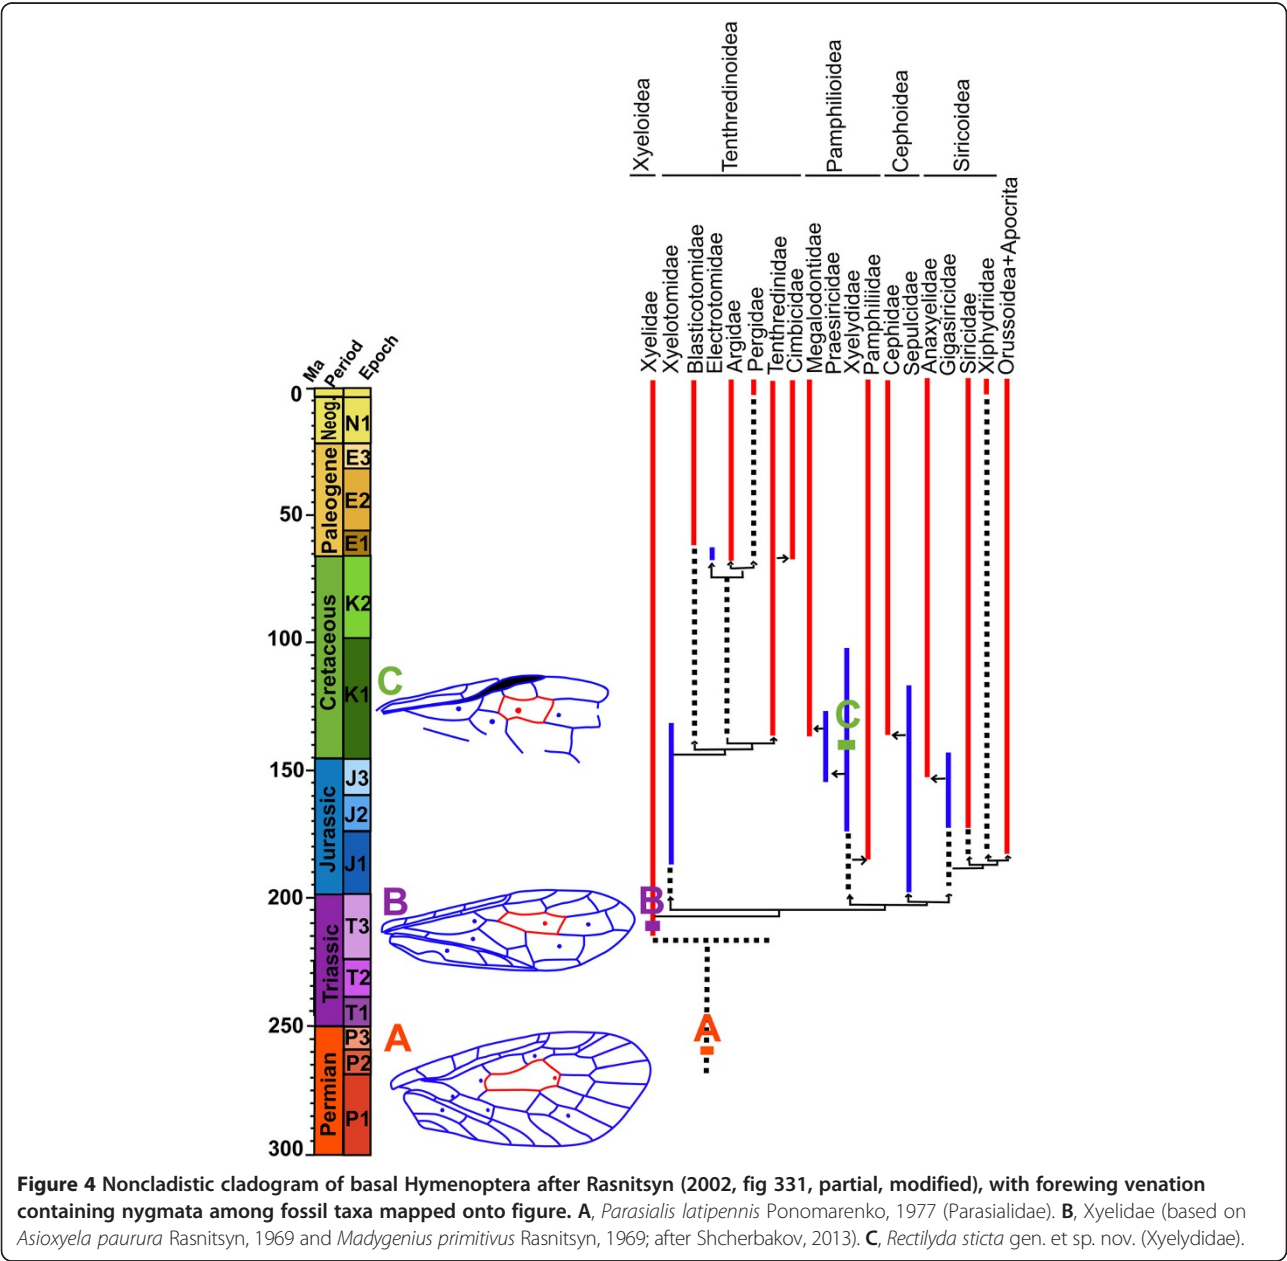 Xyeloidea
Tenthredinoidea
Pamphilioidea
Cephoidea
Siricoidea
Xyelidae
Xyelotomidae
Blasticotomidae
Electrotomidae
Argidae
Pergidae
Tenthredinidae
Cimbicidae
Megalodontidae
Praesiricidae
Xyelydidae
Pamphiliidae
Cephidae
Sepulcidae
Anaxyelidae
Gigasiricidae
Siricidae
Xiphydriidae
Orussoidea+Apocrita
Ma
Period
Epoch
0
50
100
150
200
250
300
Neog.
Paleogene
Cretaceous
Jurassic
Triassic
Permian
N1
E3
E2
E1
K2
K1
J3
J2
J1
T3
T2
T1
P3
P2
P1
C
B
A
C
B
A
Figure 4 Noncladistic cladogram of basal Hymenoptera after Rasnitsyn (2002, fig 331, partial, modified), with forewing venation
containing nygmata among fossil taxa mapped onto figure. A, Parasialis latipennis Ponomarenko, 1977 (Parasialidae). B, Xyelidae (based on
Asioxyela paurura Rasnitsyn, 1969 and Madygenius primitivus Rasnitsyn, 1969; after Shcherbakov, 2013). C, Rectilyda sticta gen. et sp. nov. (Xyelydidae).